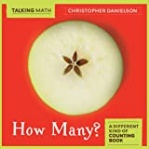 TALKING MATH
CHRISTOPHER DANIELSON
How Many?
A DIFFERENT
KIND OF
COUNTING
BOOK